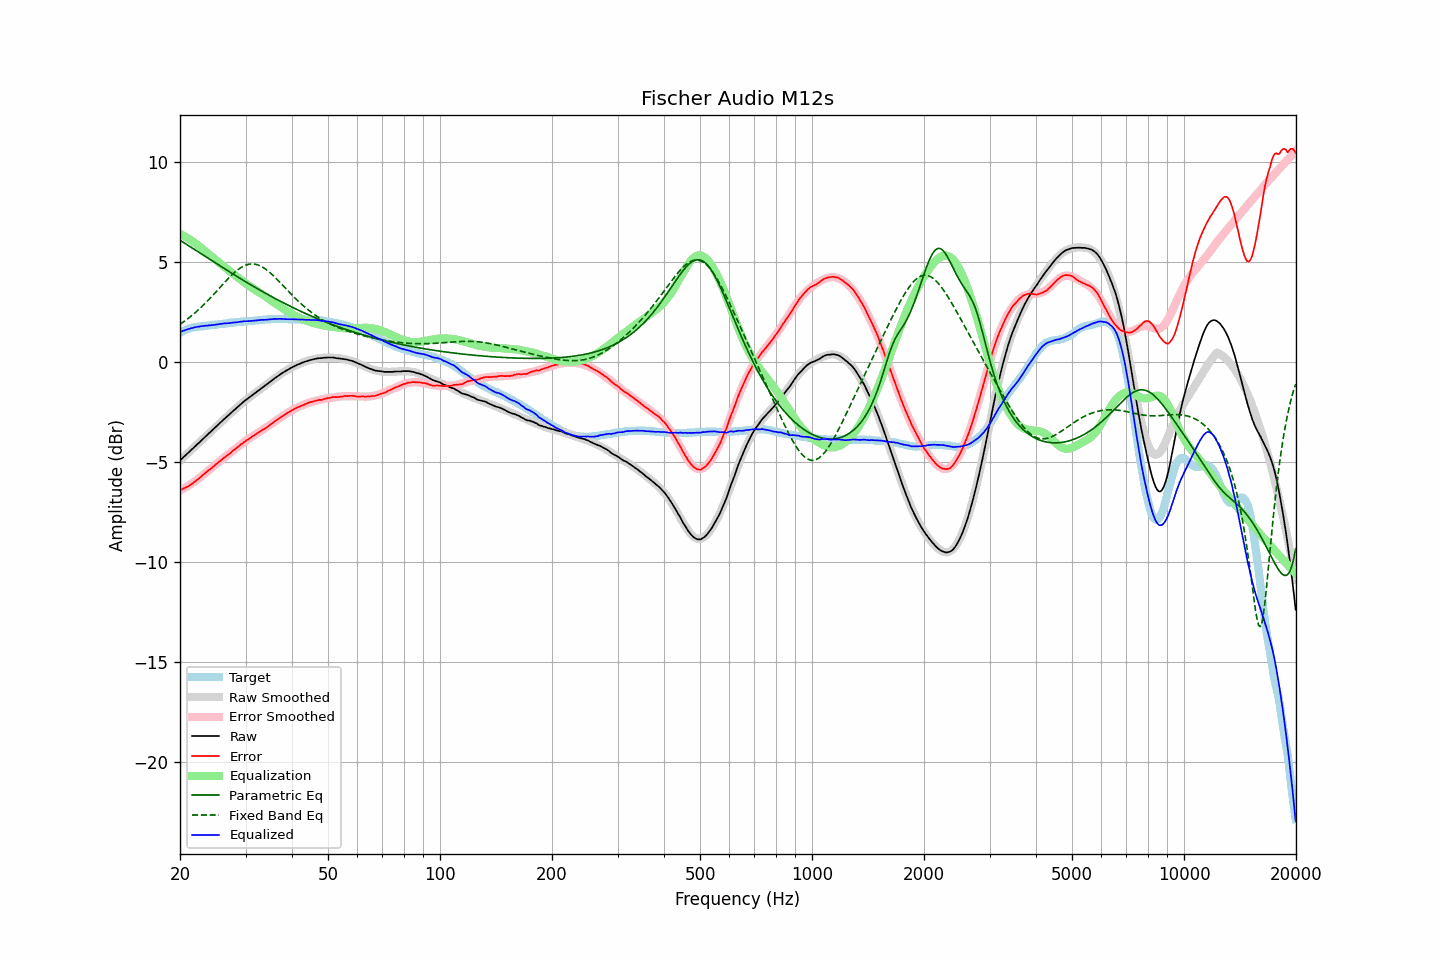 Fischer Audio M12s
10
5
0
−5
−10
−15
−20
Amplitude (dBr)
Target
Raw Smoothed
Error Smoothed
Raw
Error
Equalization
Parametric Eq
Fixed Band Eq
Equalized
20 50 100 200 500 1000 2000 5000 10000 20000
Frequency (Hz)